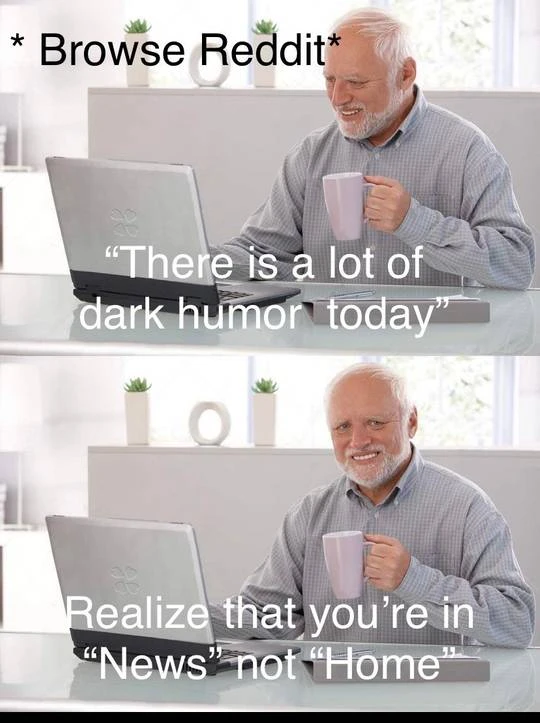 * Browse Reddit*
“There is a lot of
dark humor  today”
Realize that you’re in
“News” not “Home”